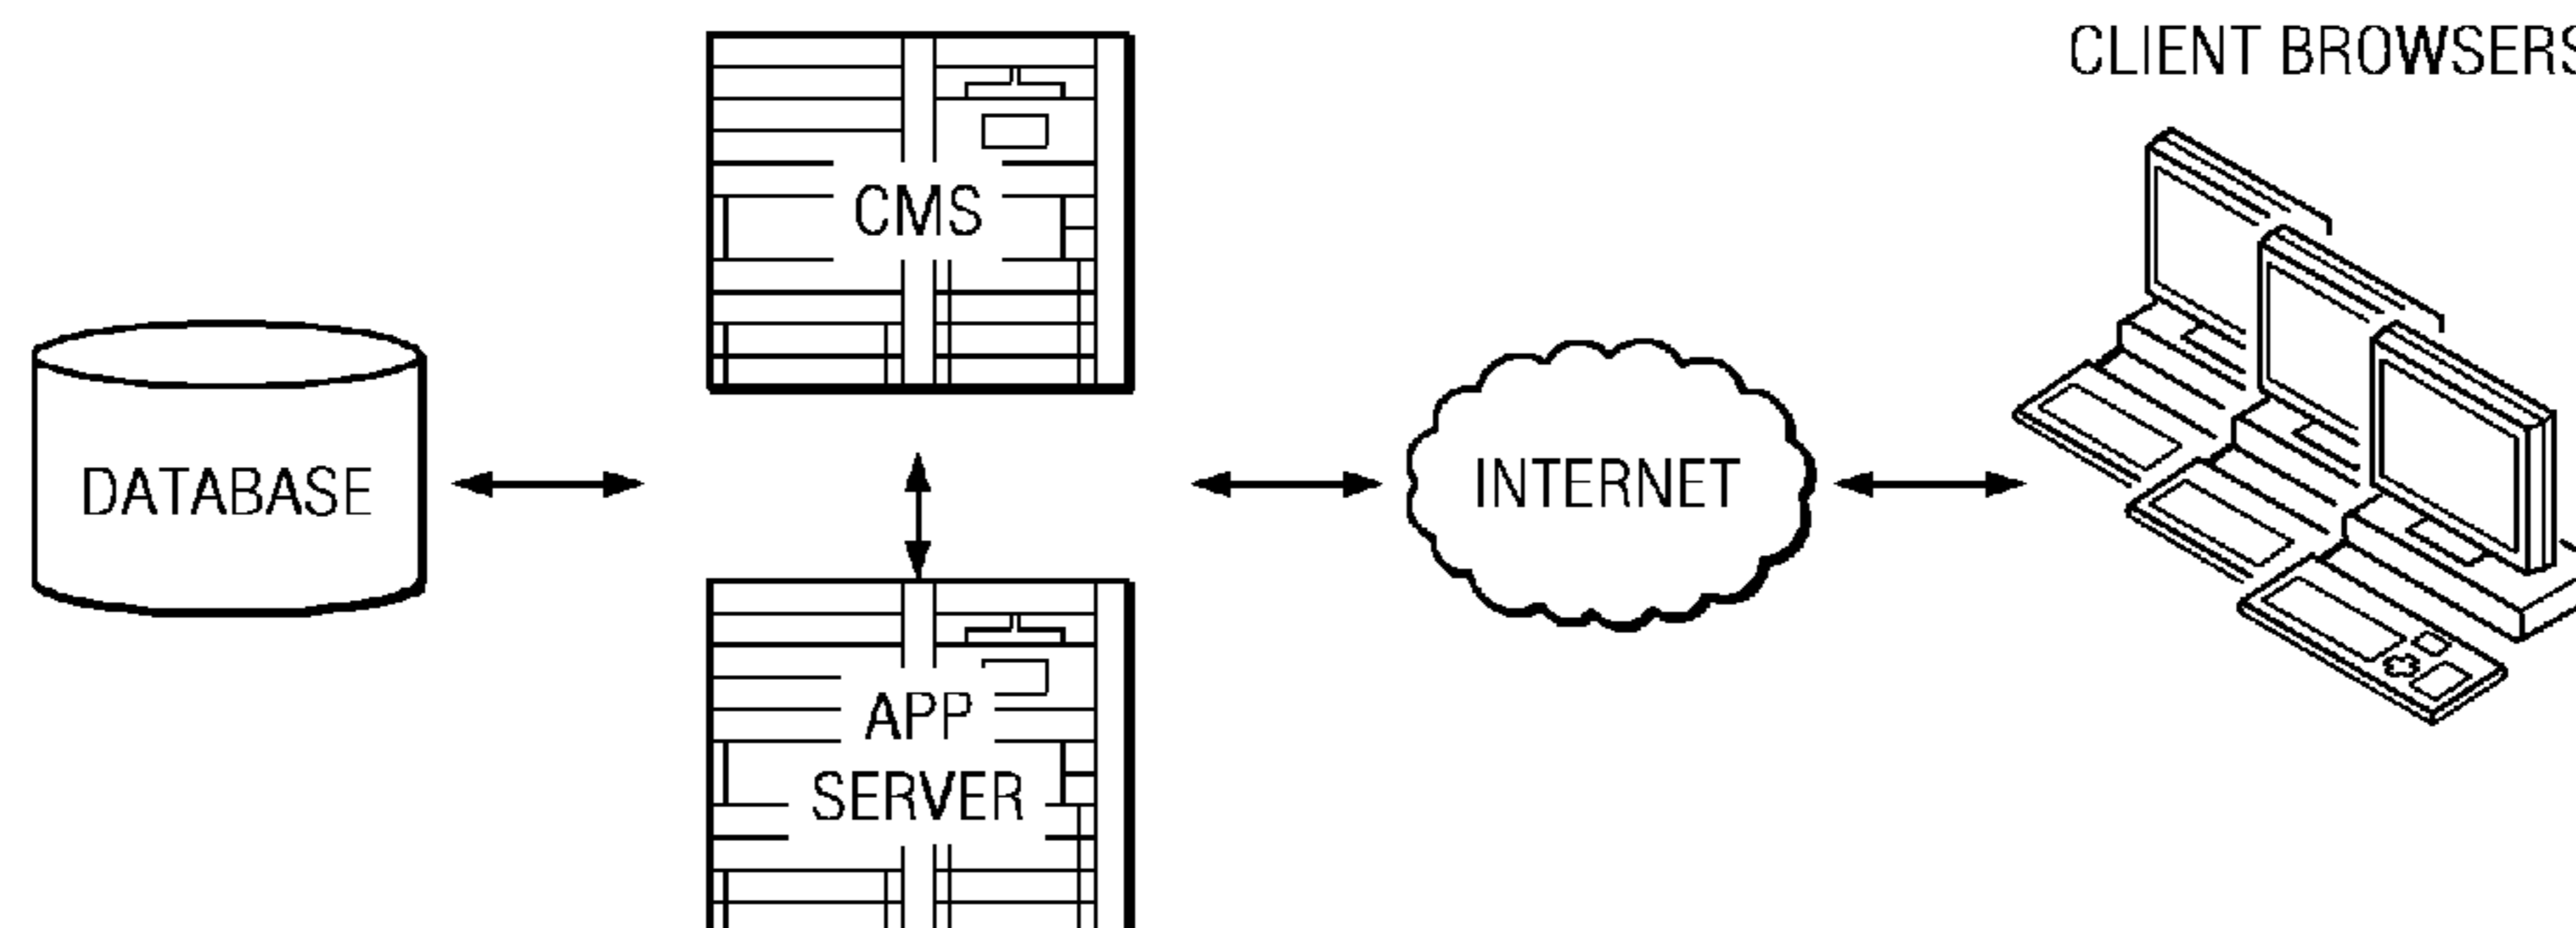 CLIENT BROWSERS
CMS
DATABASE
INTERNET
APP
SERVER